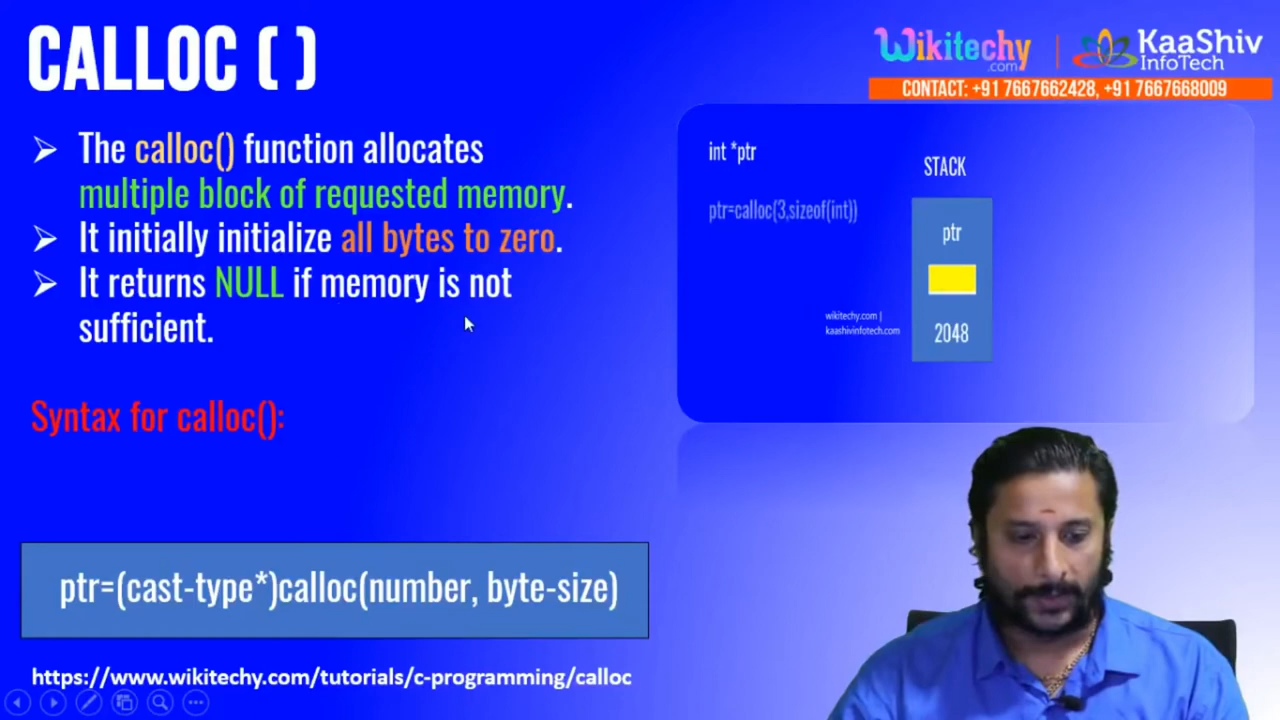 CALLOC ( )
Wikitechy
.com
KaaShiv
InfoTech
CONTACT: +91 7667662428, +91 7667668009
The calloc() function allocates
multiple block of requested memory.
It initially initialize all bytes to zero.
It returns NULL if memory is not
sufficient.
Syntax for calloc():
ptr=(cast-type*)calloc(number, byte-size)
https://www.wikitechy.com/tutorials/c-programming/calloc
int *ptr
ptr=calloc(3,sizeof(int))
STACK
ptr
2048
wikitechy.com |
kaashivinfotech.com